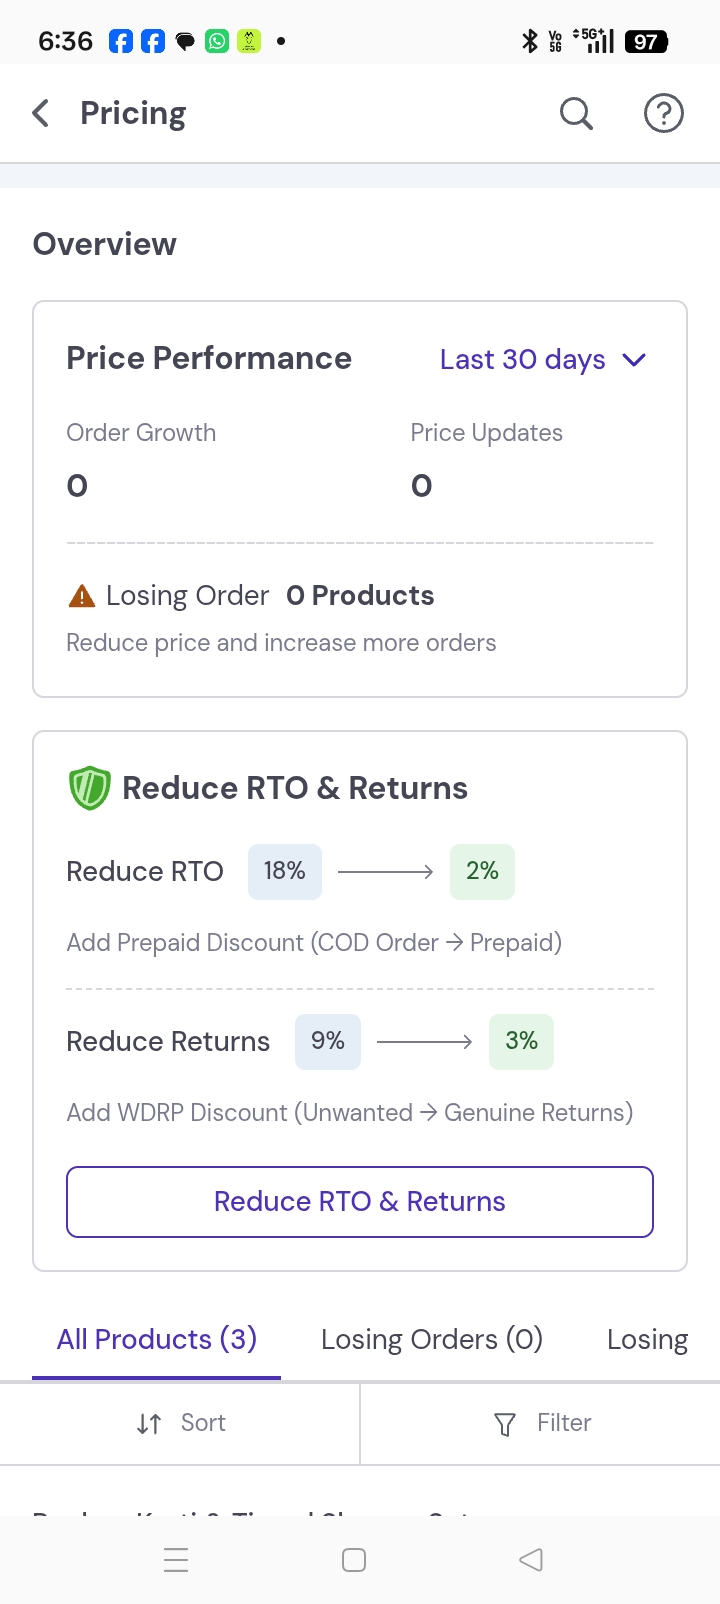 6:36
Vo 5G
5G+
97
Pricing
Overview
Price Performance
Last 30 days
Order Growth
Price Updates
0
0
Losing Order 0 Products
Reduce price and increase more orders
Reduce RTO & Returns
Reduce RTO 18% → 2%
Add Prepaid Discount (COD Order → Prepaid)
Reduce Returns 9% → 3%
Add WDRP Discount (Unwanted → Genuine Returns)
Reduce RTO & Returns
All Products (3)
Losing Orders (0)
Losing
Sort
Filter